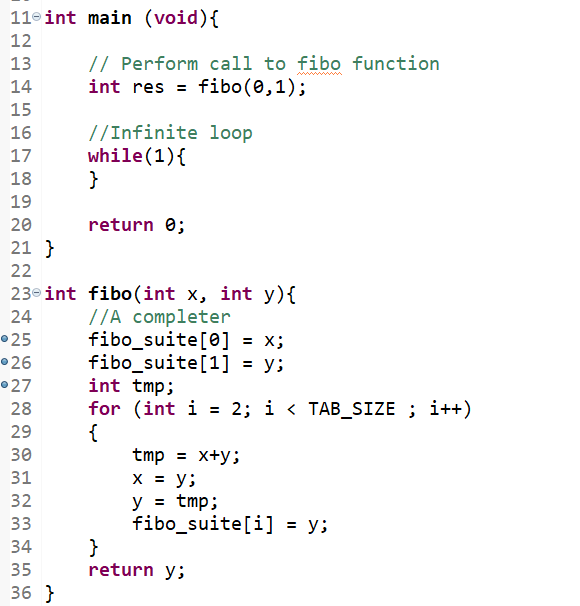 11 int main (void){
12
13     // Perform call to fibo function
14     int res = fibo(0,1);
15
16     //Infinite loop
17     while(1){
18     }
19
20     return 0;
21 }
22
23 int fibo(int x, int y){
24     //A completer
25     fibo_suite[0] = x;
26     fibo_suite[1] = y;
27     int tmp;
28     for (int i = 2; i < TAB_SIZE ; i++)
29     {
30         tmp = x+y;
31         x = y;
32         y = tmp;
33         fibo_suite[i] = y;
34     }
35     return y;
36 }